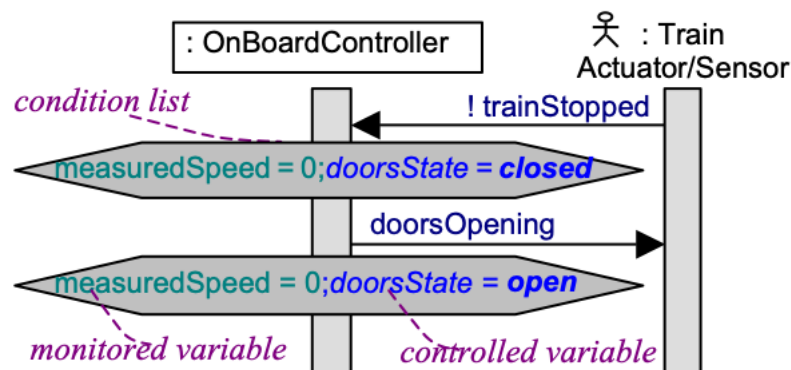 : OnBoardController
: Train
Actuator/Sensor
condition list
! trainStopped
measuredSpeed = 0;doorsState = closed
doorsOpening
measuredSpeed = 0;doorsState = open
monitored variable
controlled variable